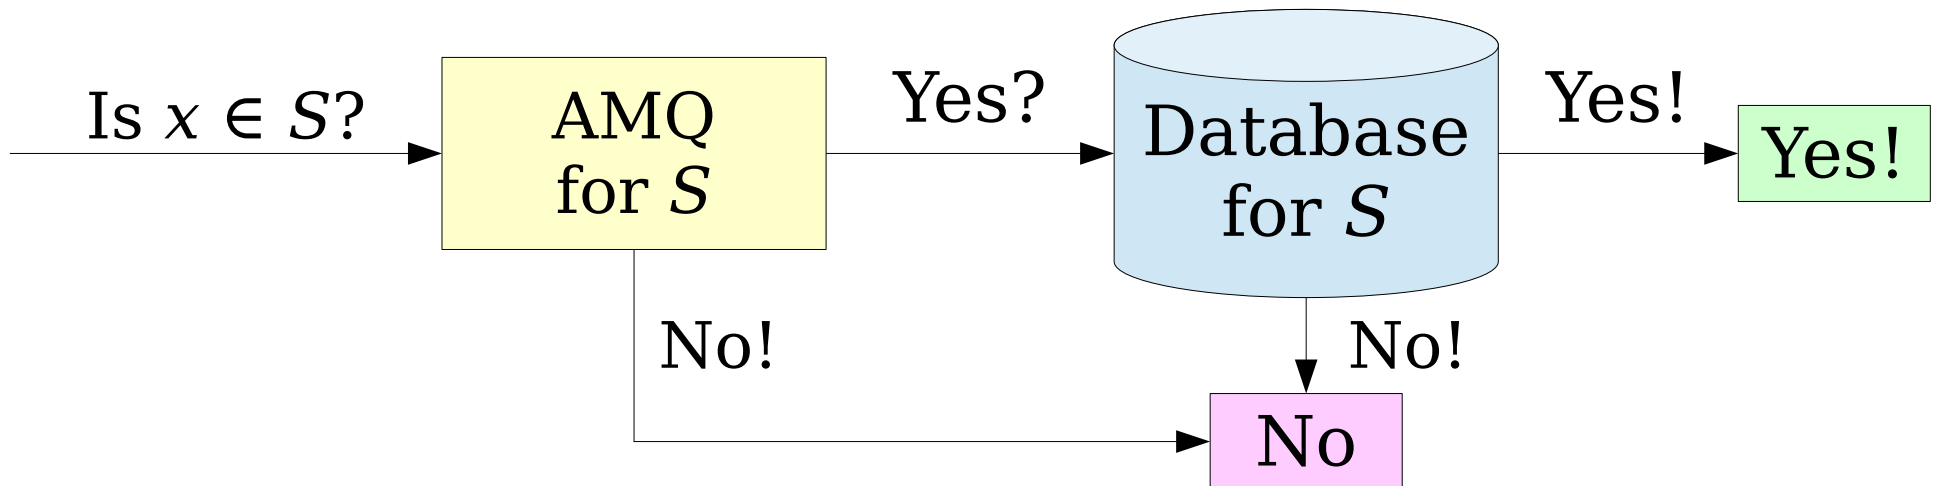 Is x ∈ S?
AMQ
for S
Yes?
Database
for S
Yes!
Yes!
No!
No!
No